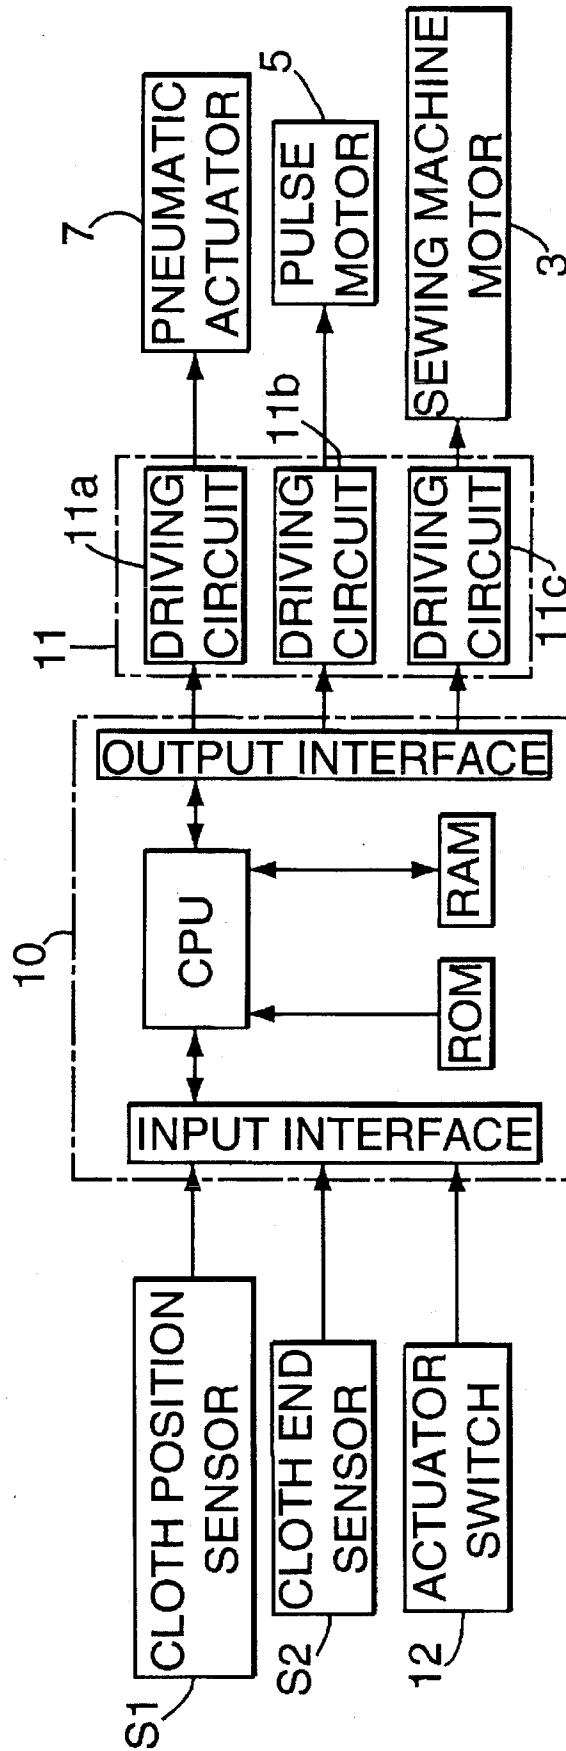 S1
CLOTH POSITION
SENSOR
S2
CLOTH END
SENSOR
12
ACTUATOR
SWITCH
10
INPUT INTERFACE
CPU
ROM
RAM
OUTPUT INTERFACE
11
11a
DRIVING
CIRCUIT
11b
DRIVING
CIRCUIT
11c
DRIVING
CIRCUIT
7
PNEUMATIC
ACTUATOR
5
PULSE
MOTOR
3
SEWING MACHINE
MOTOR